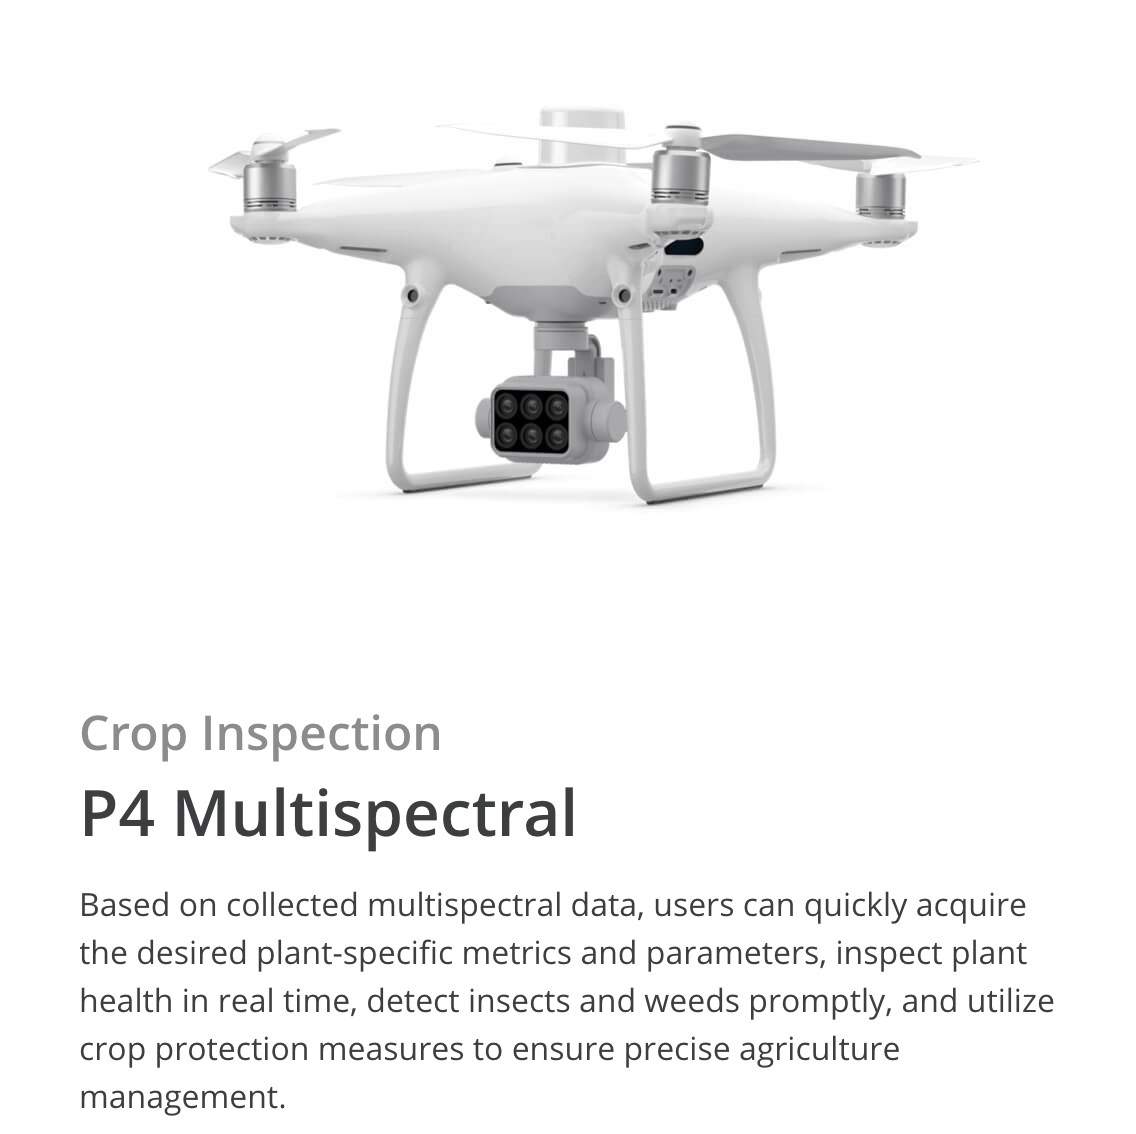 Crop Inspection
P4 Multispectral
Based on collected multispectral data, users can quickly acquire
the desired plant-specific metrics and parameters, inspect plant
health in real time, detect insects and weeds promptly, and utilize
crop protection measures to ensure precise agriculture
management.